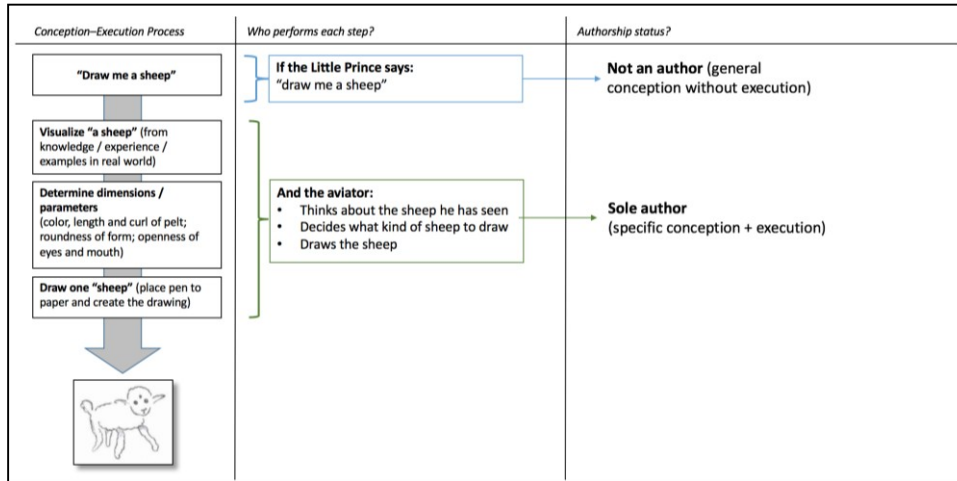 Conception–Execution Process
Who performs each step?
Authorship status?
“Draw me a sheep”
If the Little Prince says:
“draw me a sheep”
Not an author (general
conception without execution)
Visualize “a sheep” (from
knowledge / experience /
examples in real world)
Determine dimensions /
parameters
(color, length and curl of pelt;
roundness of form; openness of
eyes and mouth)
Draw one “sheep” (place pen to
paper and create the drawing)
And the aviator:
• Thinks about the sheep he has seen
• Decides what kind of sheep to draw
• Draws the sheep
Sole author
(specific conception + execution)